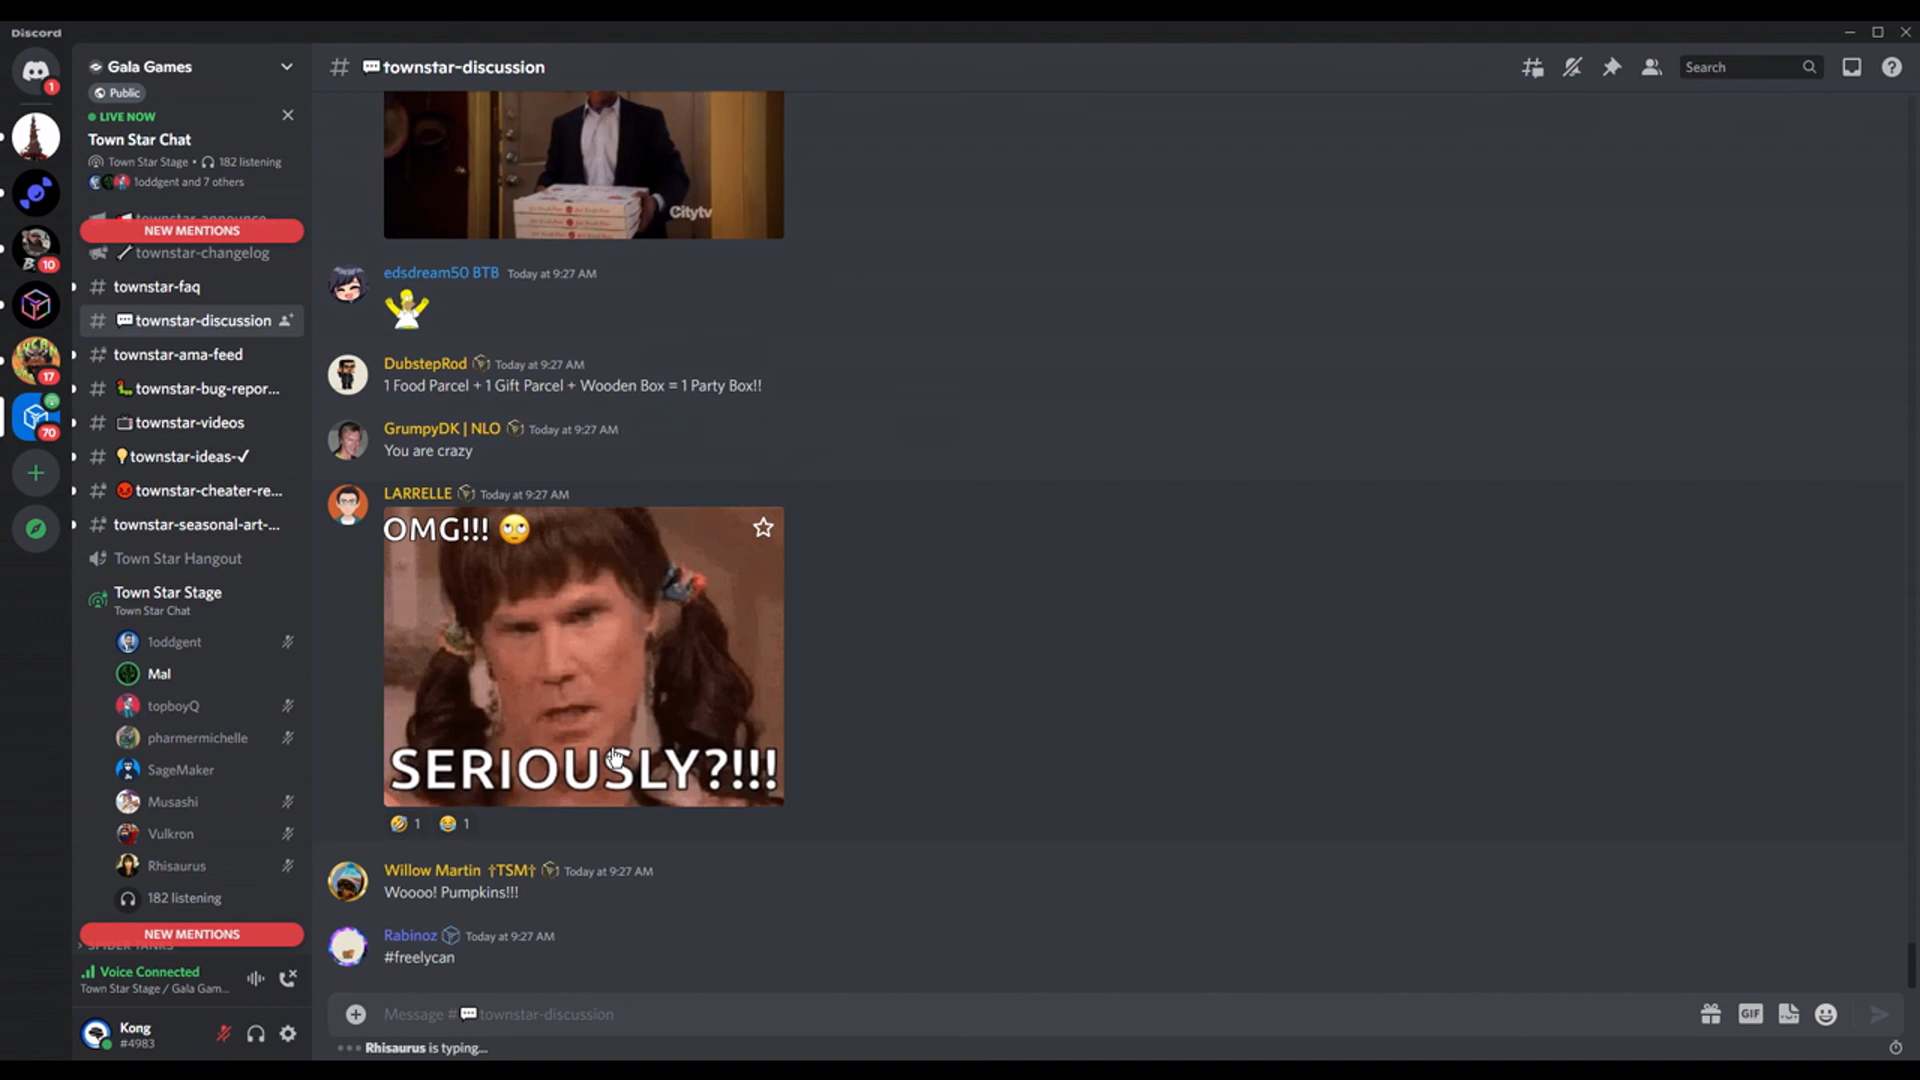 Discord
1
10
17
70
Gala Games
Public
LIVE NOW
Town Star Chat
Town Star Stage • 182 listening
1oddgent and 7 others
townstar-announce
NEW MENTIONS
townstar-changelog
townstar-faq
townstar-discussion
townstar-ama-feed
townstar-bug-repor...
townstar-videos
townstar-ideas-✓
townstar-cheater-re...
townstar-seasonal-art-...
Town Star Hangout
Town Star Stage
Town Star Chat
1oddgent
Mal
topboyQ
pharmermichelle
SageMaker
Musashi
Vulkron
Rhisaurus
182 listening
NEW MENTIONS
SPIDER TANKS
Voice Connected
Town Star Stage / Gala Gam...
Kong
#4983
# townstar-discussion
Search
Citytv
edsdream50 BTB Today at 9:27 AM
DubstepRod Today at 9:27 AM
1 Food Parcel + 1 Gift Parcel + Wooden Box = 1 Party Box!!
GrumpyDK | NLO Today at 9:27 AM
You are crazy
LARRELLE Today at 9:27 AM
OMG!!! 🙄
SERIOUSLY?!!!
🤣 1 😂 1
Willow Martin †TSM† Today at 9:27 AM
Woooo! Pumpkins!!!
Rabinoz Today at 9:27 AM
#freelycan
Message #💬townstar-discussion
GIF
Rhisaurus is typing...